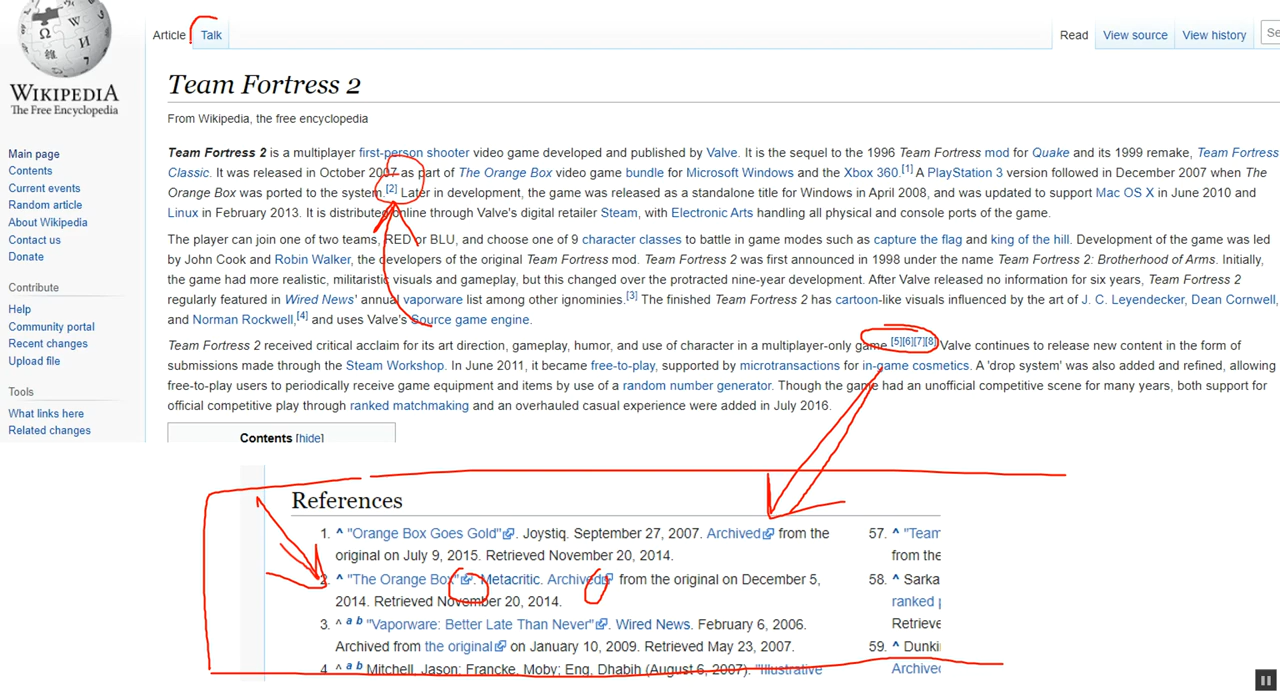 Article Talk Read View source View history Se
WIKIPEDIA
The Free Encyclopedia
Team Fortress 2
From Wikipedia, the free encyclopedia
Main page
Contents
Current events
Random article
About Wikipedia
Contact us
Donate
Contribute
Help
Community portal
Recent changes
Upload file
Tools
What links here
Related changes
Team Fortress 2 is a multiplayer first-person shooter video game developed and published by Valve. It is the sequel to the 1996 Team Fortress mod for Quake and its 1999 remake, Team Fortress
Classic. It was released in October 2007 as part of The Orange Box video game bundle for Microsoft Windows and the Xbox 360.[1] A PlayStation 3 version followed in December 2007 when The
Orange Box was ported to the system.[2] Later in development, the game was released as a standalone title for Windows in April 2008, and was updated to support Mac OS X in June 2010 and
Linux in February 2013. It is distributed online through Valve's digital retailer Steam, with Electronic Arts handling all physical and console ports of the game.
The player can join one of two teams, RED or BLU, and choose one of 9 character classes to battle in game modes such as capture the flag and king of the hill. Development of the game was led
by John Cook and Robin Walker, the developers of the original Team Fortress mod. Team Fortress 2 was first announced in 1998 under the name Team Fortress 2: Brotherhood of Arms. Initially,
the game had more realistic, militaristic visuals and gameplay, but this changed over the protracted nine-year development. After Valve released no information for six years, Team Fortress 2
regularly featured in Wired News' annual vaporware list among other ignominies.[3] The finished Team Fortress 2 has cartoon-like visuals influenced by the art of J. C. Leyendecker, Dean Cornwell,
and Norman Rockwell,[4] and uses Valve's Source game engine.
Team Fortress 2 received critical acclaim for its art direction, gameplay, humor, and use of character in a multiplayer-only game.[5][6][7][8] Valve continues to release new content in the form of
submissions made through the Steam Workshop. In June 2011, it became free-to-play, supported by microtransactions for in-game cosmetics. A 'drop system' was also added and refined, allowing
free-to-play users to periodically receive game equipment and items by use of a random number generator. Though the game had an unofficial competitive scene for many years, both support for
official competitive play through ranked matchmaking and an overhauled casual experience were added in July 2016.
Contents [hide]
References
1. ^ "Orange Box Goes Gold". Joystiq. September 27, 2007. Archived from the
original on July 9, 2015. Retrieved November 20, 2014.
2. ^ "The Orange Box". Metacritic. Archived from the original on December 5,
2014. Retrieved November 20, 2014.
3. ^ a b "Vaporware: Better Late Than Never". Wired News. February 6, 2006.
Archived from the original on January 10, 2009. Retrieved May 23, 2007.
4. ^ a b Mitchell, Jason; Francke, Moby; Eng, Dhabih (August 6, 2007). "Illustrative
57. ^ "Team
from the
58. ^ Sarka
ranked p
Retrieve
59. ^ Dunki
Archived